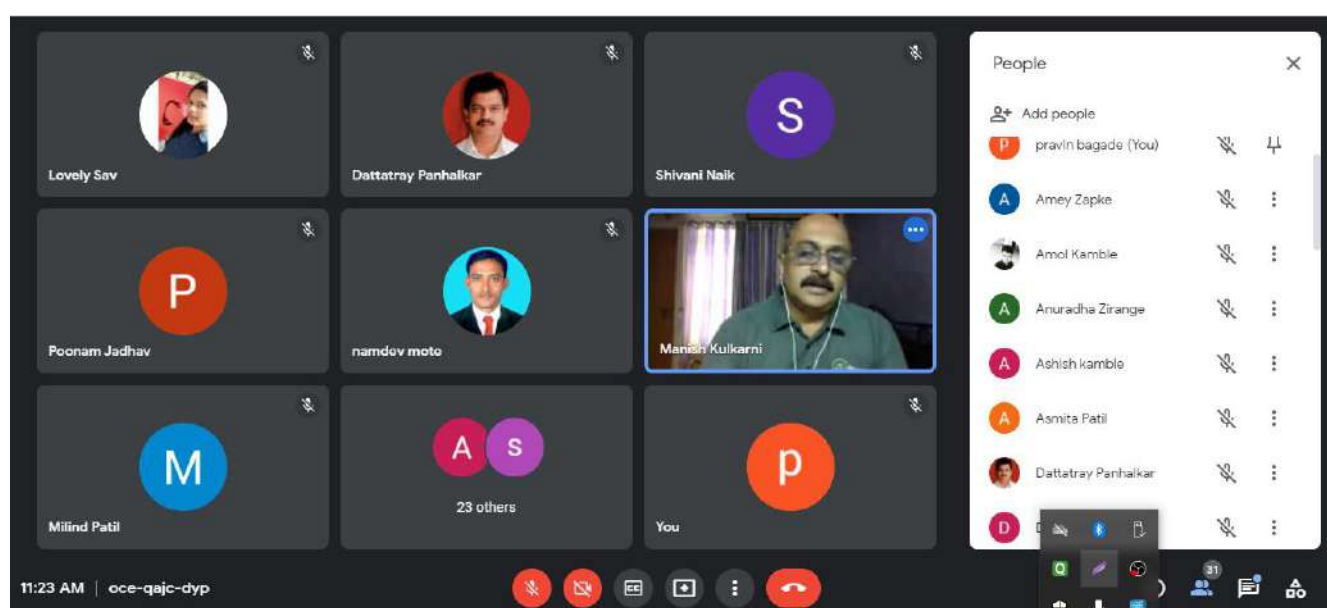 Lovely Sav
Dattatray Panhalkar
S
Shivani Naik
P
Poonam Jadhav
namdev mote
Manish Kulkarni
M
Milind Patil
A s
23 others
p
You
People
Add people
P pravin bagade (You)
A Amey Zapke
Amol Kamble
A Anuradha Zirange
A Ashish kamble
A Asmita Patil
Dattatray Panhalkar
D
11:23 AM | oce-qajc-dyp
CC
31